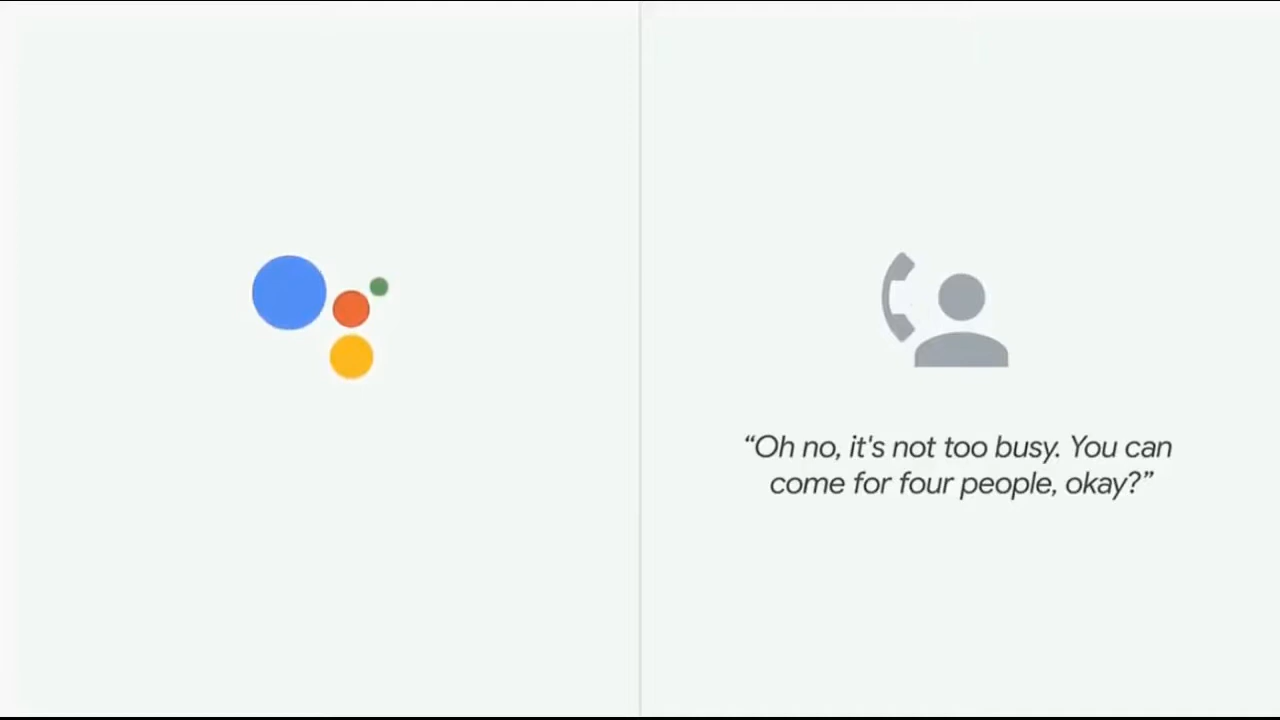 “Oh no, it's not too busy. You can
come for four people, okay?”